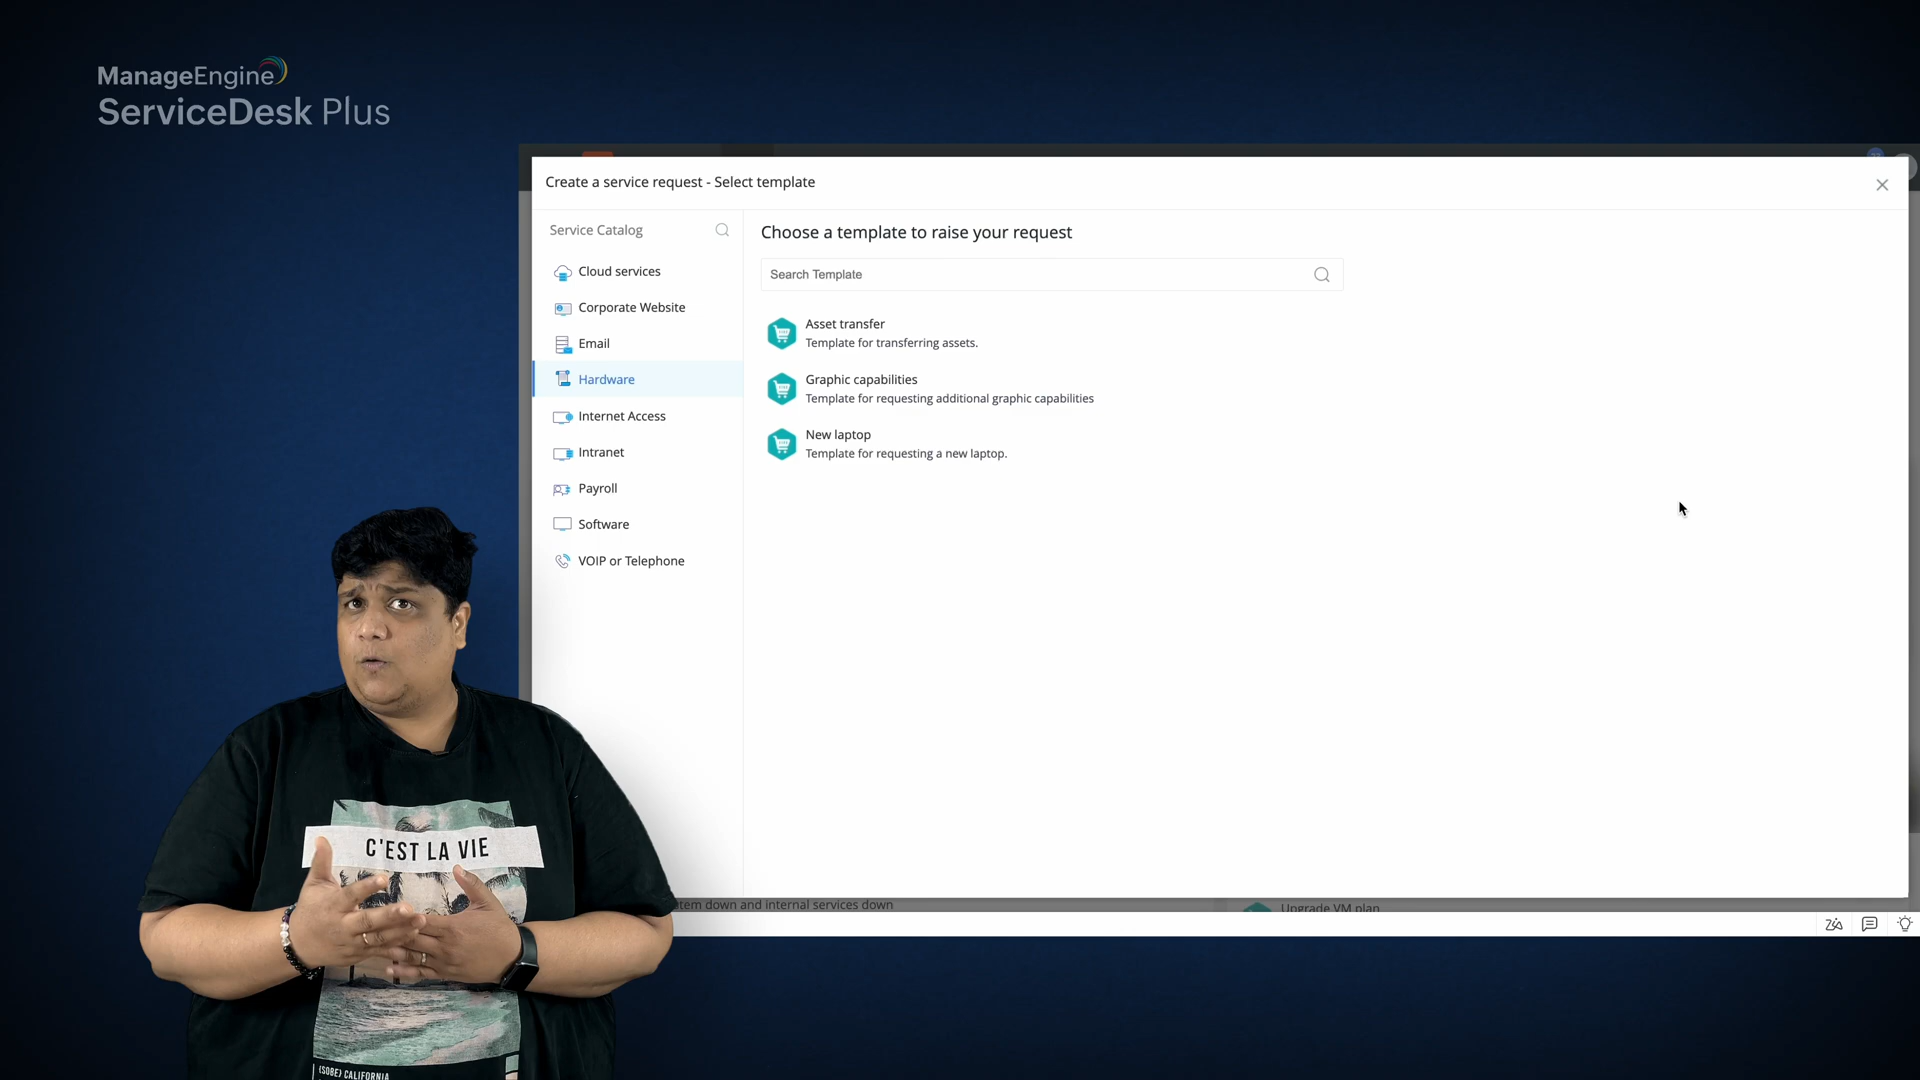 ManageEngine
ServiceDesk Plus
Create a service request - Select template
Service Catalog
Choose a template to raise your request
Search Template
Cloud services
Corporate Website
Email
Hardware
Internet Access
Intranet
Payroll
Software
VOIP or Telephone
Asset transfer
Template for transferring assets.
Graphic capabilities
Template for requesting additional graphic capabilities
New laptop
Template for requesting a new laptop.
down and internal services down
Upgrade VM plan
C'EST LA VIE
(SOBE) CALIFORNIA